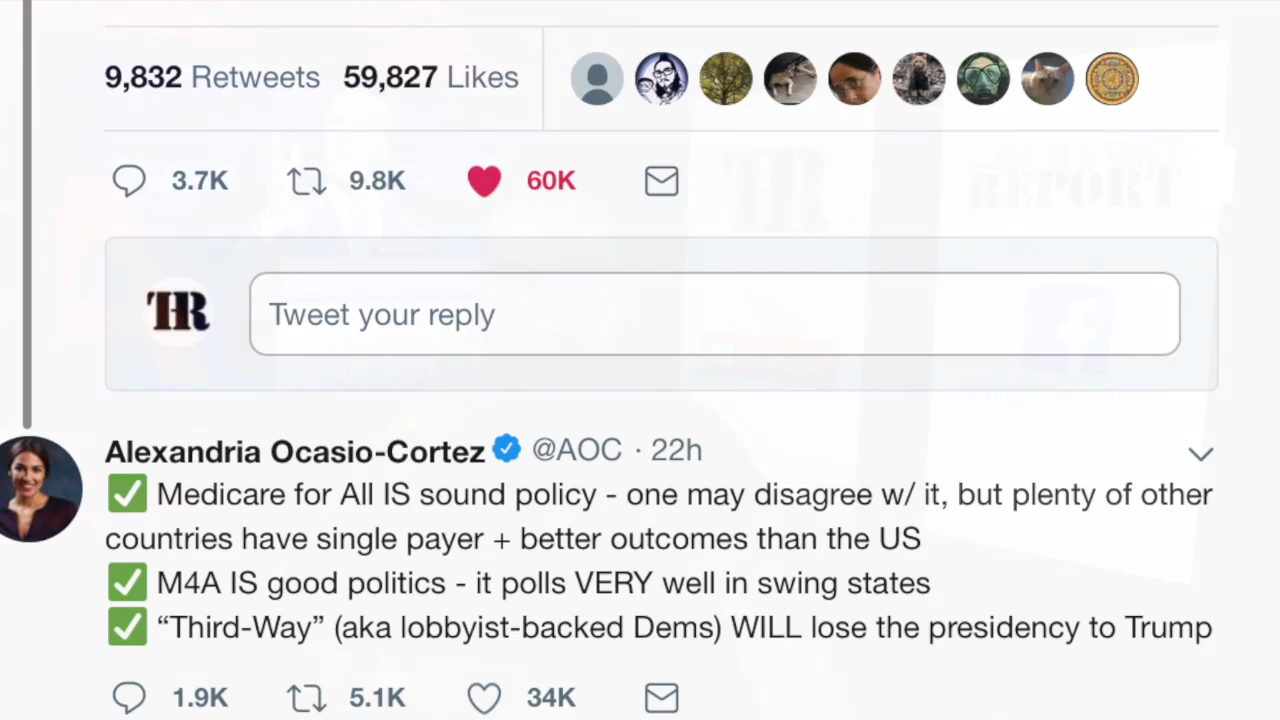 9,832 Retweets 59,827 Likes
3.7K 9.8K 60K
TR REPORT
TR Tweet your reply
Alexandria Ocasio-Cortez @AOC · 22h
✅ Medicare for All IS sound policy - one may disagree w/ it, but plenty of other
countries have single payer + better outcomes than the US
✅ M4A IS good politics - it polls VERY well in swing states
✅ “Third-Way” (aka lobbyist-backed Dems) WILL lose the presidency to Trump
1.9K 5.1K 34K